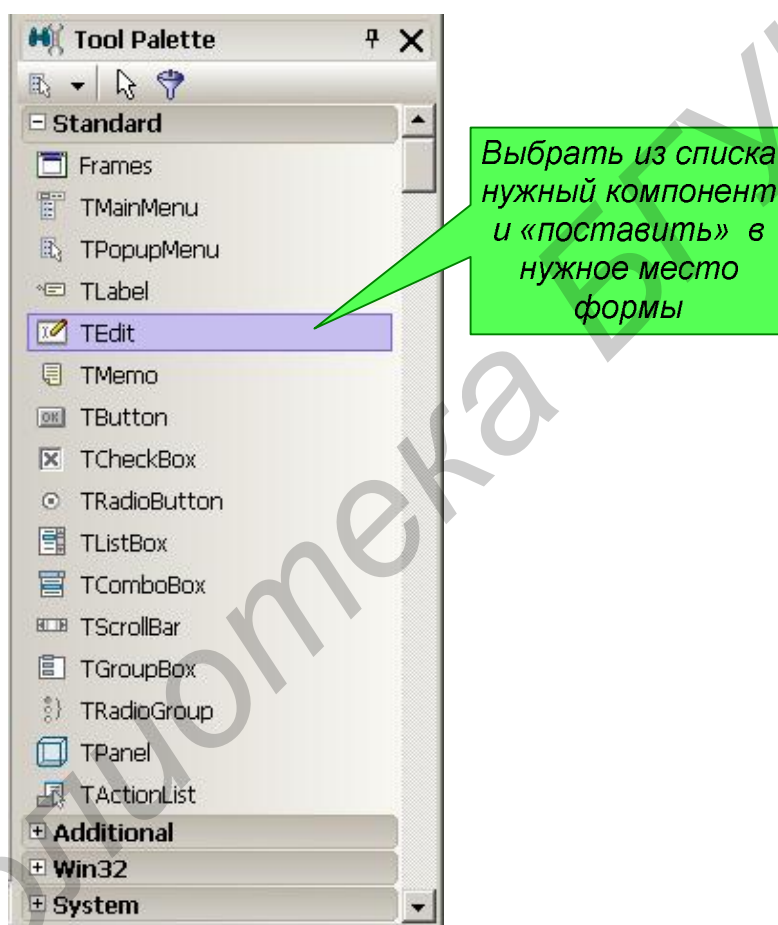 Tool Palette
Standard
Frames
TMainMenu
TPopupMenu
TLabel
TEdit
TMemo
TButton
TCheckBox
TRadioButton
TListBox
TComboBox
TScrollBar
TGroupBox
TRadioGroup
TPanel
TActionList
Additional
Win32
System
Выбрать из списка
нужный компонент
и «поставить» в
нужное место
формы